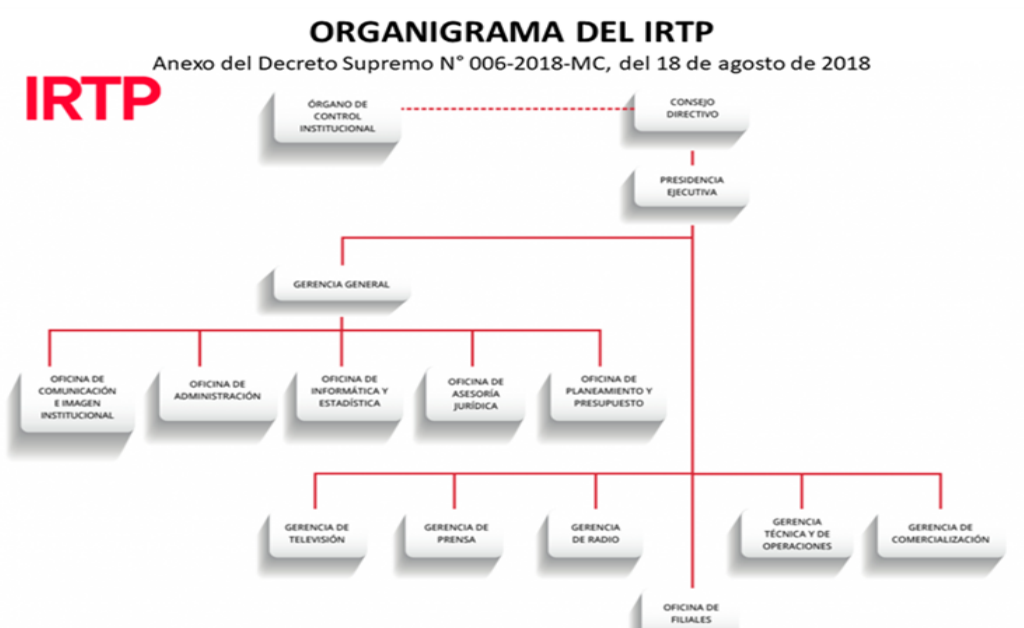 ORGANIGRAMA DEL IRTP
Anexo del Decreto Supremo N° 006-2018-MC, del 18 de agosto de 2018
IRTP
ÓRGANO DE
CONTROL
INSTITUCIONAL
CONSEJO
DIRECTIVO
PRESIDENCIA
EJECUTIVA
GERENCIA GENERAL
OFICINA DE
COMUNICACIÓN
E IMAGEN
INSTITUCIONAL
OFICINA DE
ADMINISTRACIÓN
OFICINA DE
INFORMÁTICA Y
ESTADÍSTICA
OFICINA DE
ASESORÍA
JURÍDICA
OFICINA DE
PLANEAMIENTO Y
PRESUPUESTO
GERENCIA DE
TELEVISIÓN
GERENCIA DE
PRENSA
GERENCIA
DE RADIO
GERENCIA
TÉCNICA Y DE
OPERACIONES
GERENCIA DE
COMERCIALIZACIÓN
OFICINA DE
FILIALES